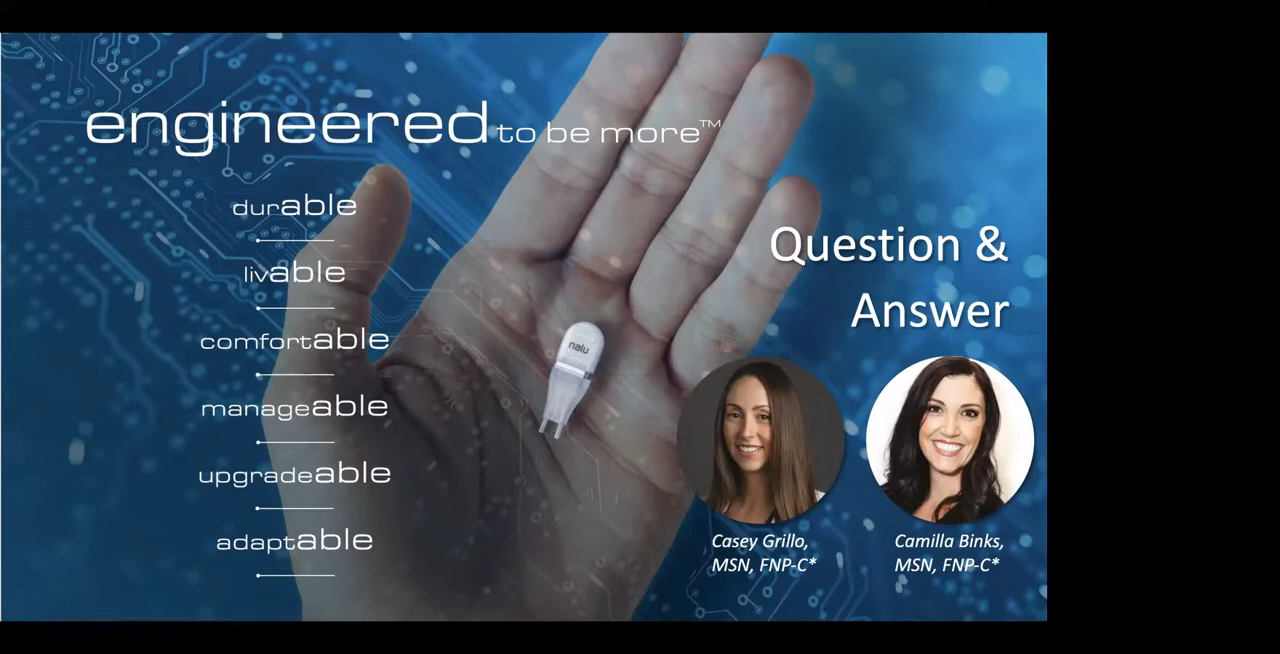 engineered to be more™
durable
livable
comfortable
manageable
upgradeable
adaptable
nalu
Question &
Answer
Casey Grillo,
MSN, FNP-C*
Camilla Binks,
MSN, FNP-C*